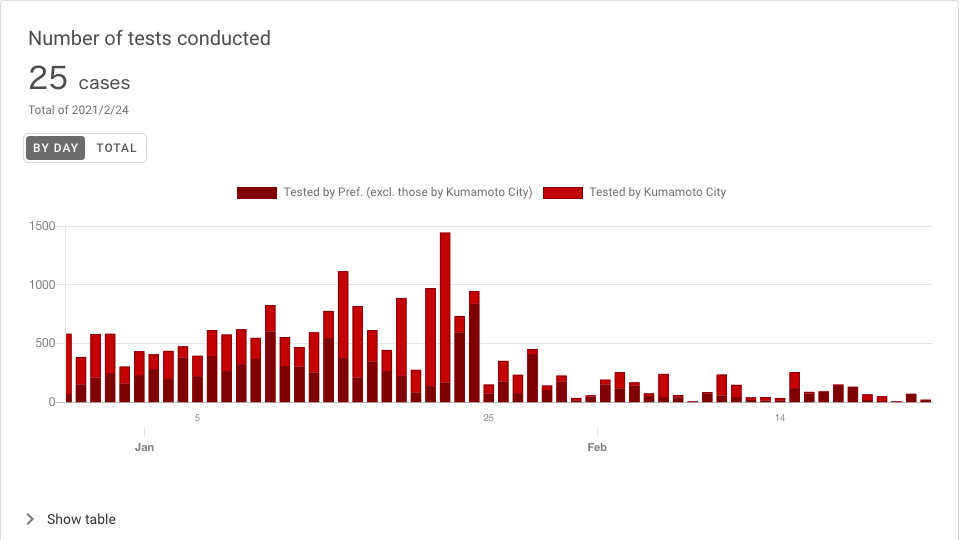 Number of tests conducted
25 cases
Total of 2021/2/24
BY DAY TOTAL
Tested by Pref. (excl. those by Kumamoto City) Tested by Kumamoto City
1500
1000
500
0
5 25 14
Jan Feb
Show table